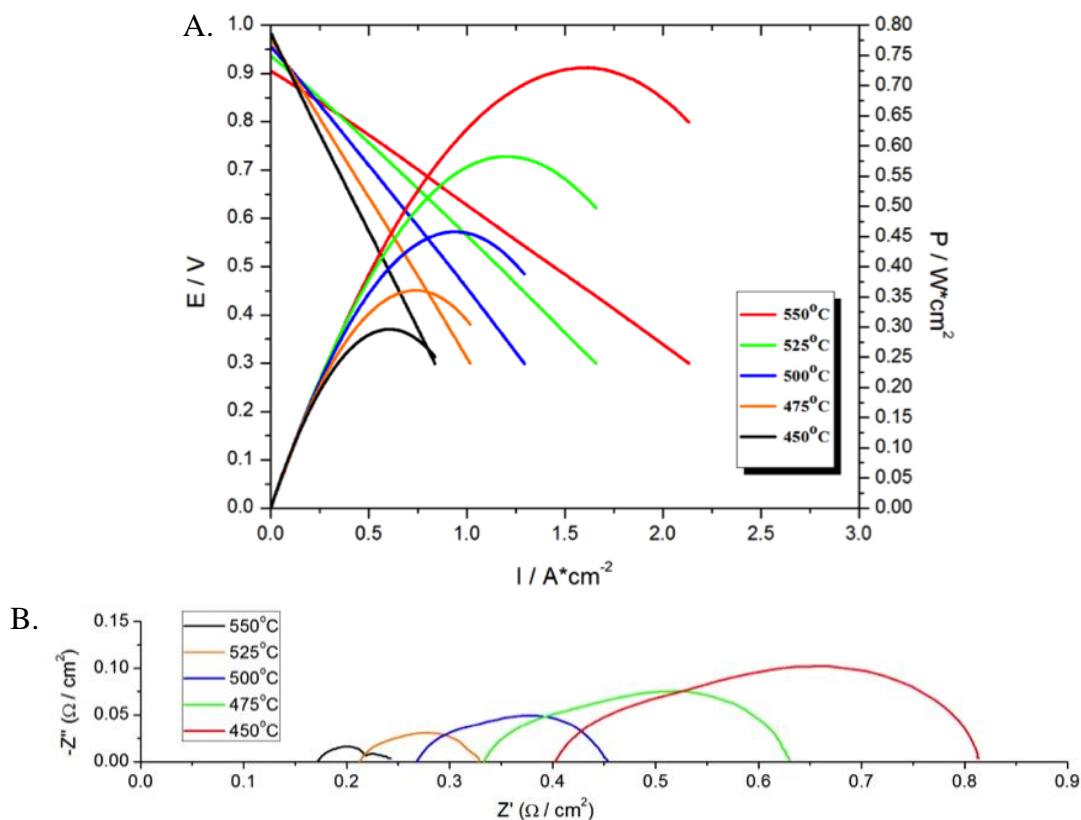 A.
1.0
0.9
0.8
0.7
0.6
0.5
0.4
0.3
0.2
0.1
0.0
E / V
0.80
0.75
0.70
0.65
0.60
0.55
0.50
0.45
0.40
0.35
0.30
0.25
0.20
0.15
0.10
0.05
0.00
P / W*cm²
550°C
525°C
500°C
475°C
450°C
0.0 0.5 1.0 1.5 2.0 2.5 3.0
I / A*cm⁻²
B.
0.15
0.10
0.05
0.00
-Z'' (Ω / cm²)
550°C
525°C
500°C
475°C
450°C
0.0 0.1 0.2 0.3 0.4 0.5 0.6 0.7 0.8 0.9
Z' (Ω / cm²)